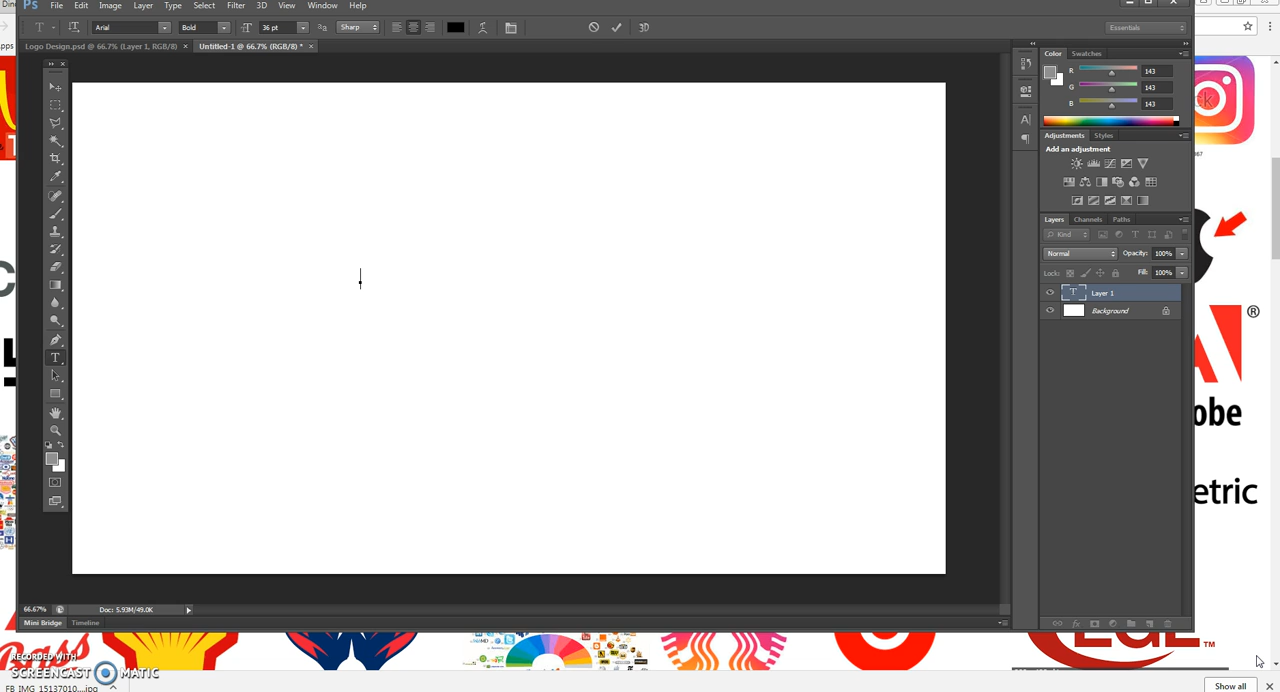 Ps File Edit Image Layer Type Select Filter 3D View Window Help
T Arial Bold 36 pt Sharp 3D Essentials
Logo Design.psd @ 66.7% (Layer 1, RGB/8) × Untitled-1 @ 66.7% (RGB/8) * ×
Color Swatches
R 143
G 143
B 143
Adjustments Styles
Add an adjustment
Layers Channels Paths
Kind
Normal Opacity: 100%
Lock: Fill: 100%
T Layer 1
Background
®
obe
etric
66.67% Doc: 5.93M/49.0K
Mini Bridge Timeline
TM
RECORDED WITH
SCREENCAST MATIC
FB_IMG_15137010....jpg
Show all